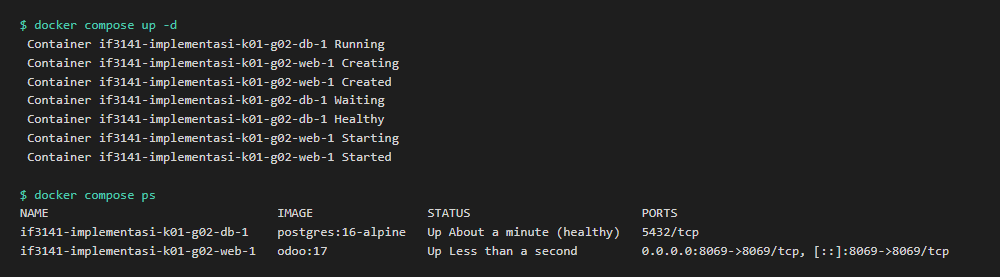 $ docker compose up -d
Container if3141-implementasi-k01-g02-db-1 Running
Container if3141-implementasi-k01-g02-web-1 Creating
Container if3141-implementasi-k01-g02-web-1 Created
Container if3141-implementasi-k01-g02-db-1 Waiting
Container if3141-implementasi-k01-g02-db-1 Healthy
Container if3141-implementasi-k01-g02-web-1 Starting
Container if3141-implementasi-k01-g02-web-1 Started
$ docker compose ps
NAME IMAGE STATUS PORTS
if3141-implementasi-k01-g02-db-1 postgres:16-alpine Up About a minute (healthy) 5432/tcp
if3141-implementasi-k01-g02-web-1 odoo:17 Up Less than a second 0.0.0.0:8069->8069/tcp, [::]:8069->8069/tcp